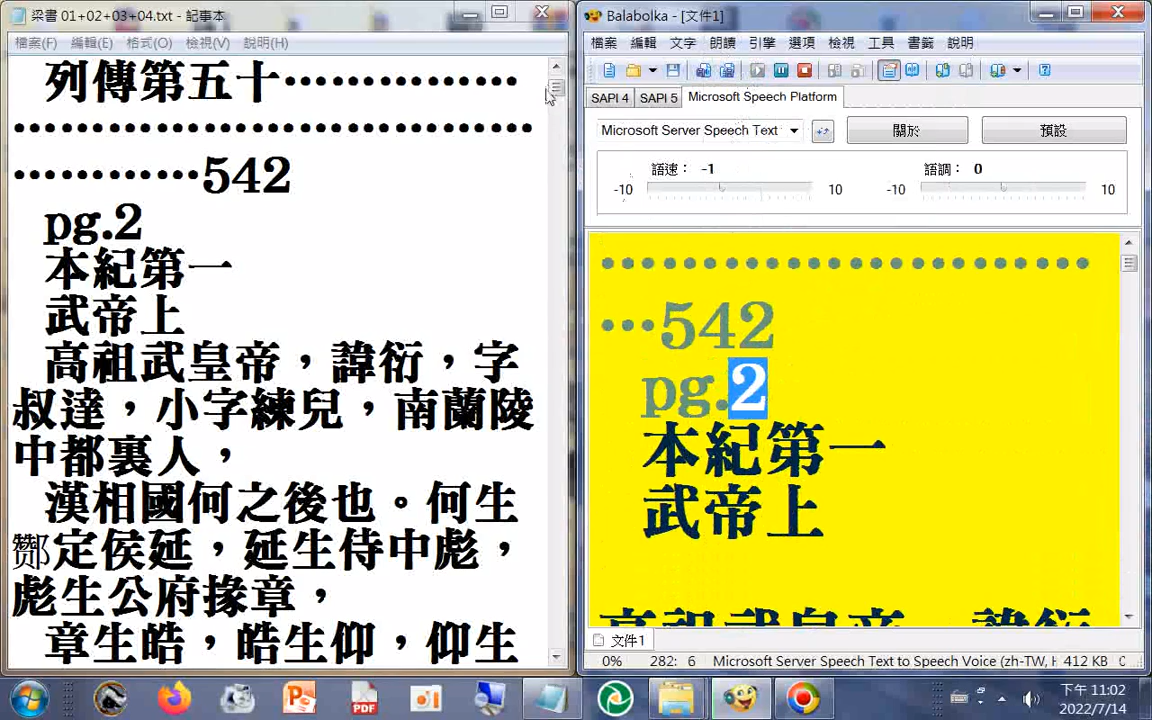 梁書 01+02+03+04.txt - 記事本
檔案(F) 編輯(E) 格式(O) 檢視(V) 說明(H)
列傳第五十……………
………………………………
…………542
pg.2
本紀第一
武帝上
高祖武皇帝，諱衍，字
叔達，小字練兒，南蘭陵
中都裏人，
漢相國何之後也。何生
酇定侯延，延生侍中彪，
彪生公府掾章，
章生皓，皓生仰，仰生
Balabolka - [文件1]
檔案 編輯 文字 朗讀 引擎 選項 檢視 工具 書籤 說明
SAPI 4 SAPI 5 Microsoft Speech Platform
Microsoft Server Speech Text 關於 預設
語速： -1 語調： 0
-10 10 -10 10
……………………
…542
pg.2
本紀第一
武帝上
高祖武皇帝，諱衍
文件1
0% 282: 6 Microsoft Server Speech Text to Speech Voice (zh-TW, H 412 KB
下午 11:02
2022/7/14